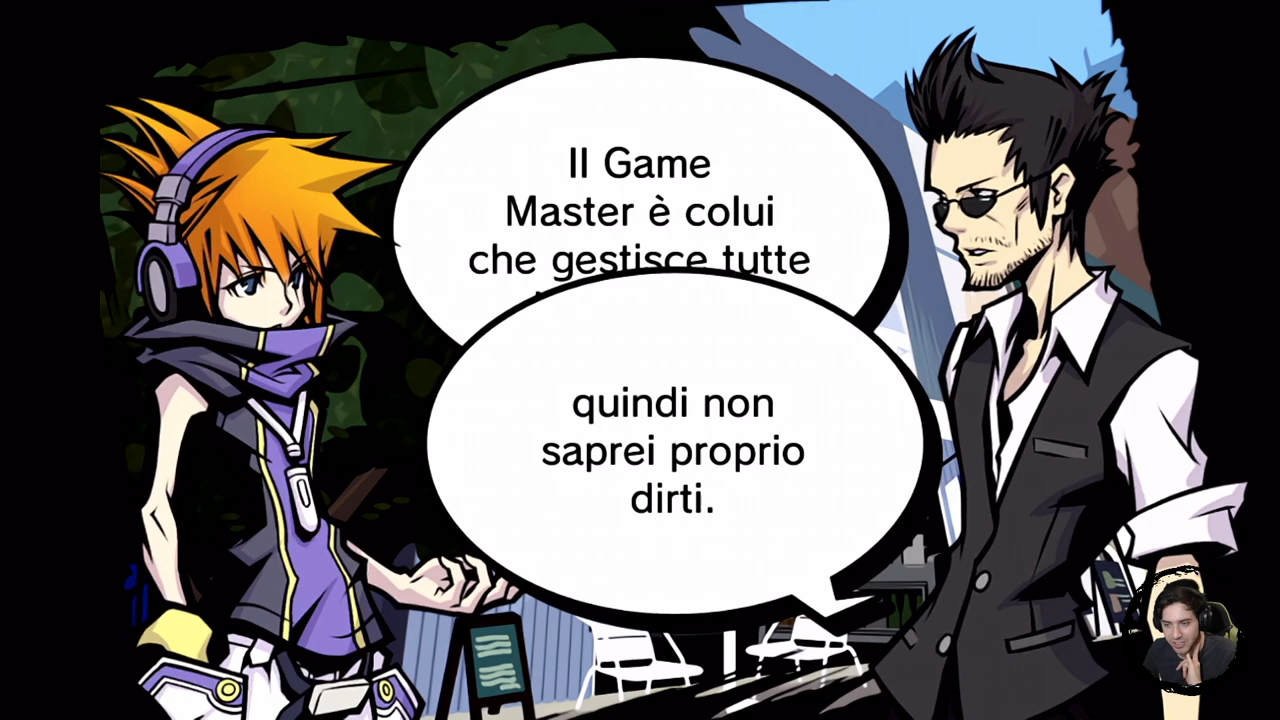 Il Game
Master è colui
che gestisce tutte
quindi non
saprei proprio
dirti.